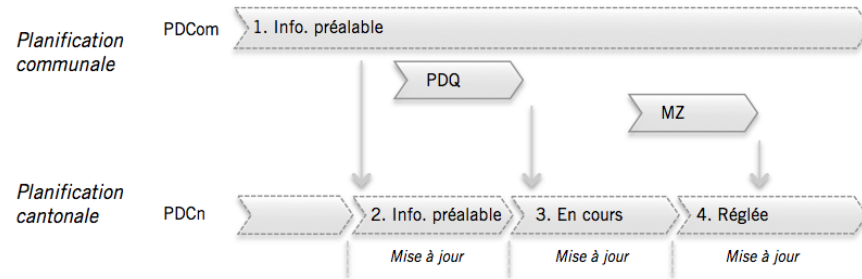 Planification
communale
PDCom
1. Info. préalable
PDQ
MZ
Planification
cantonale
PDCn
2. Info. préalable
3. En cours
4. Réglée
Mise à jour
Mise à jour
Mise à jour